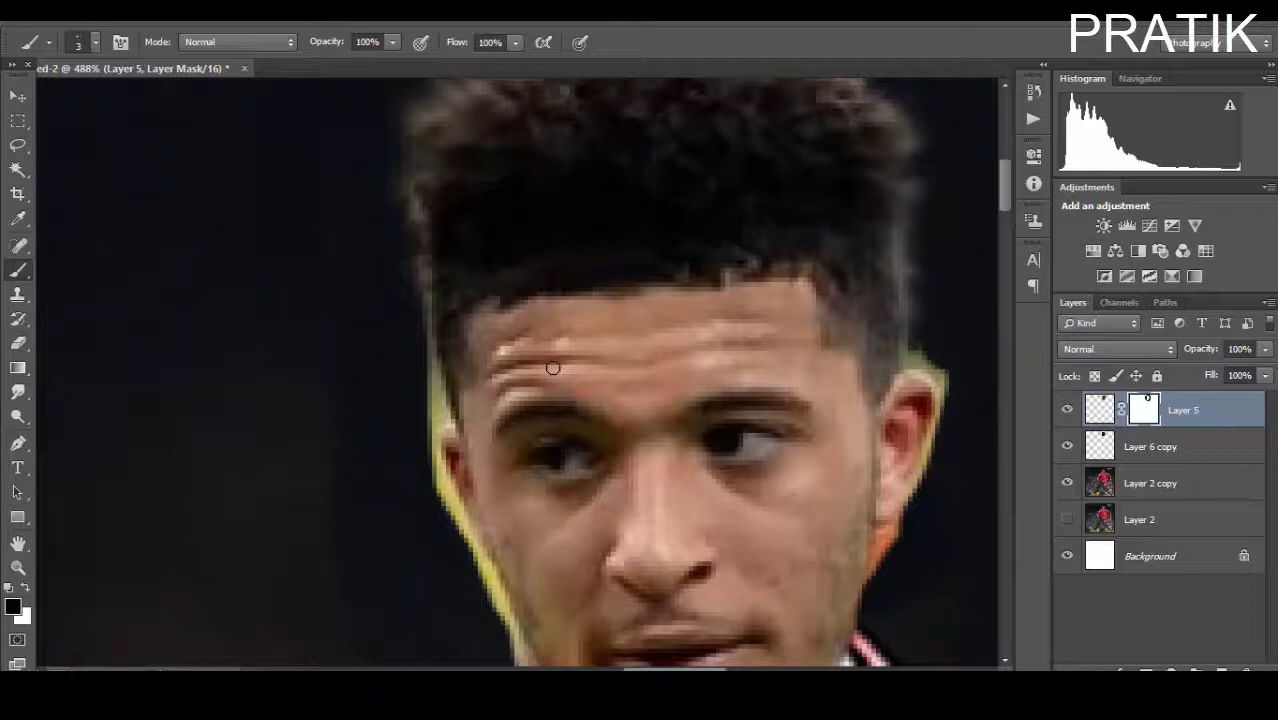 PRATIK
3
Mode:
Normal
Opacity:
100%
Flow:
100%
Photography
ed-2 @ 488% (Layer 5, Layer Mask/16) *
Histogram
Navigator
Adjustments
Add an adjustment
Layers
Channels
Paths
Kind
Normal
Opacity:
100%
Lock:
Fill:
100%
Layer 5
Layer 6 copy
Layer 2 copy
Layer 2
Background